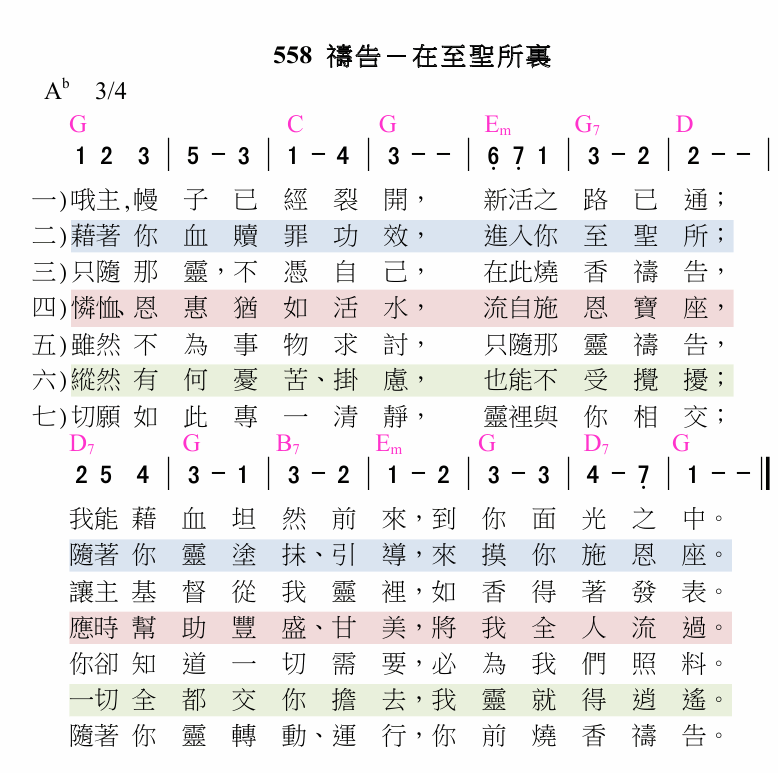 558 禱告－在至聖所裏
A♭ 3/4
G C G Em G7 D
1 2 3 | 5 - 3 | 1 - 4 | 3 - - | 6̣ 7̣ 1 | 3 - 2 | 2 - - |
一)哦主,幔子已經裂開，新活之路已通；
二)藉著你血贖罪功效，進入你至聖所；
三)只隨那靈，不憑自己，在此燒香禱告，
四)憐恤、恩惠猶如活水，流自施恩寶座，
五)雖然不為事物求討，只隨那靈禱告，
六)縱然有何憂苦、掛慮，也能不受攪擾；
七)切願如此專一清靜，靈裡與你相交；
D7 G B7 Em G D7 G
2 5 4 | 3 - 1 | 3 - 2 | 1 - 2 | 3 - 3 | 4 - 7̣ | 1 - - ‖
我能藉血坦然前來，到你面光之中。
隨著你靈塗抹、引導，來摸你施恩座。
讓主基督從我靈裡，如香得著發表。
應時幫助豐盛、甘美，將我全人流過。
你卻知道一切需要，必為我們照料。
一切全都交你擔去，我靈就得逍遙。
隨著你靈轉動、運行，你前燒香禱告。